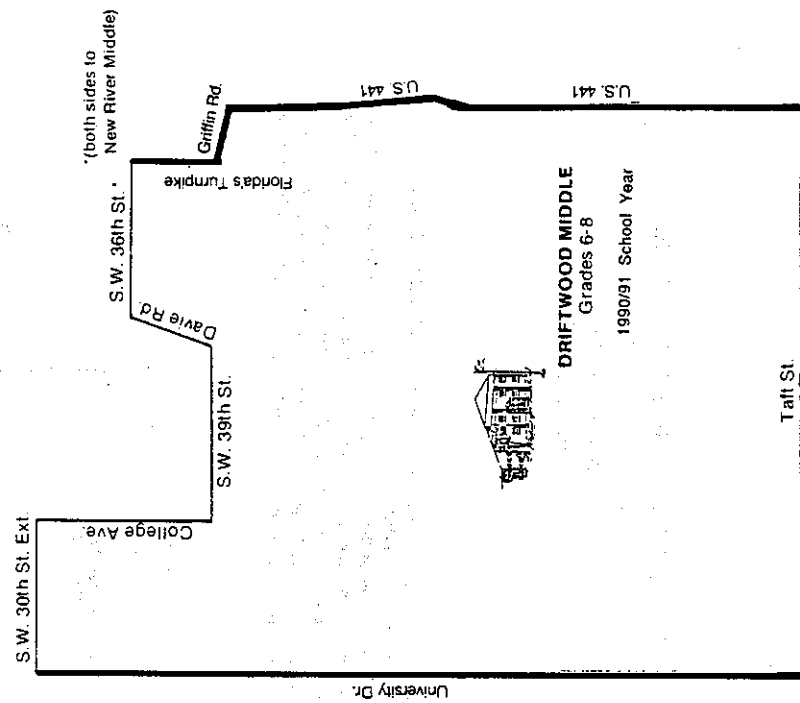 *(both sides to
New River Middle)
S.W. 30th St. Ext.
College Ave.
S.W. 39th St.
Davie Rd.
S.W. 36th St. *
Florida's Turnpike
Griffin Rd.
U.S. 441
U.S. 441
DRIFTWOOD MIDDLE
Grades 6-8
1990/91 School Year
University Dr.
Taft St.